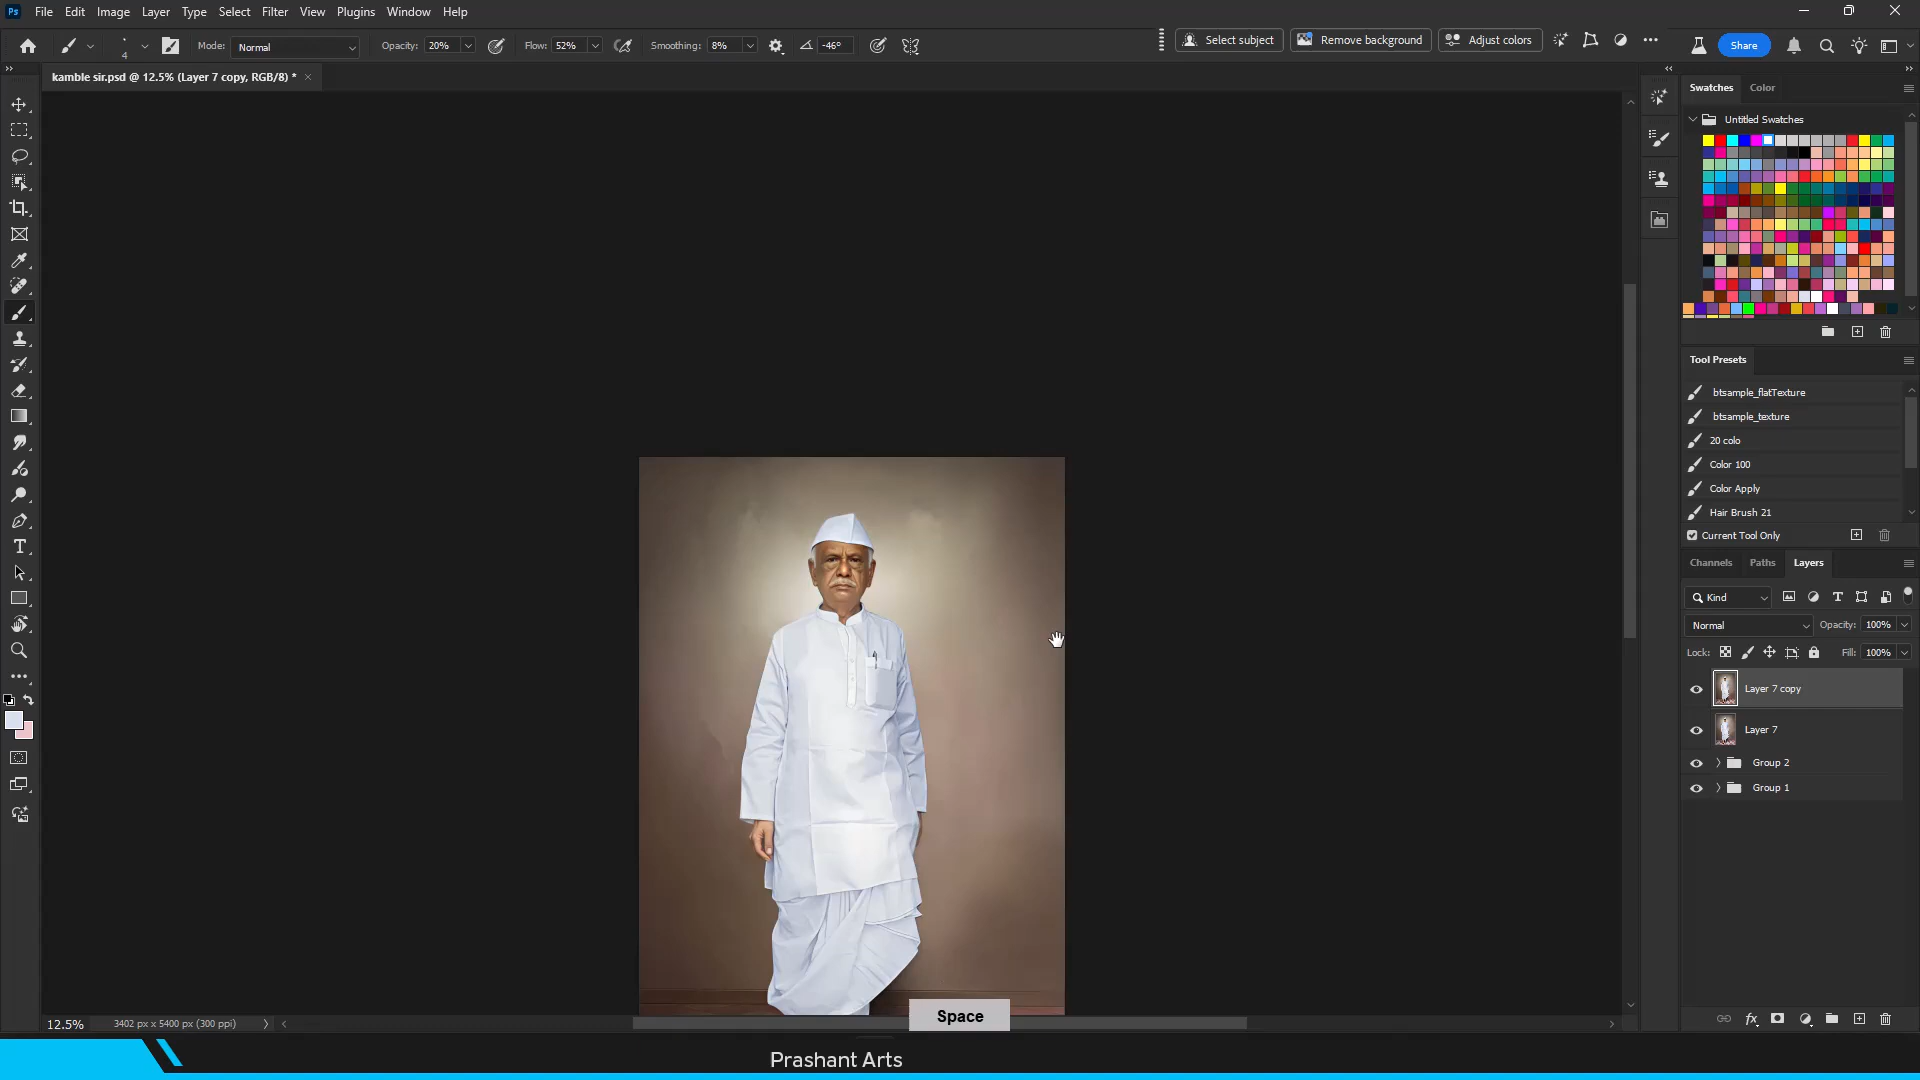 Ps File Edit Image Layer Type Select Filter View Plugins Window Help
4 Mode: Normal Opacity: 20% Flow: 52% Smoothing: 8% -46° Select subject Remove background Adjust colors Share
kamble sir.psd @ 12.5% (Layer 7 copy, RGB/8) * ×
Swatches Color
Untitled Swatches
Tool Presets
btsample_flatTexture
btsample_texture
20 colo
Color 100
Color Apply
Hair Brush 21
Current Tool Only
Channels Paths Layers
Kind
Normal Opacity: 100%
Lock: Fill: 100%
Layer 7 copy
Layer 7
Group 2
Group 1
12.5% 3402 px x 5400 px (300 ppi)
Space
Prashant Arts